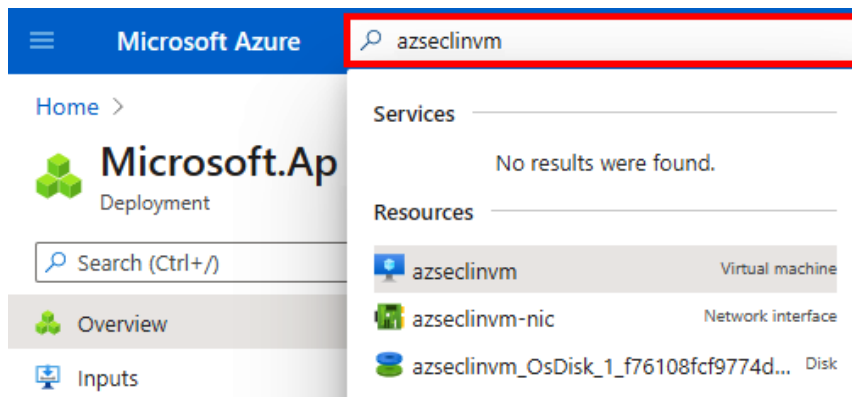 Microsoft Azure
azseclinvm
Home >
Microsoft.Ap
Deployment
Search (Ctrl+/)
Overview
Inputs
Services
No results were found.
Resources
azseclinvm Virtual machine
azseclinvm-nic Network interface
azseclinvm_OsDisk_1_f76108fcf9774d... Disk